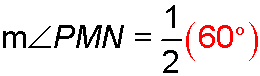 m∠PMN = 1/2(60°)